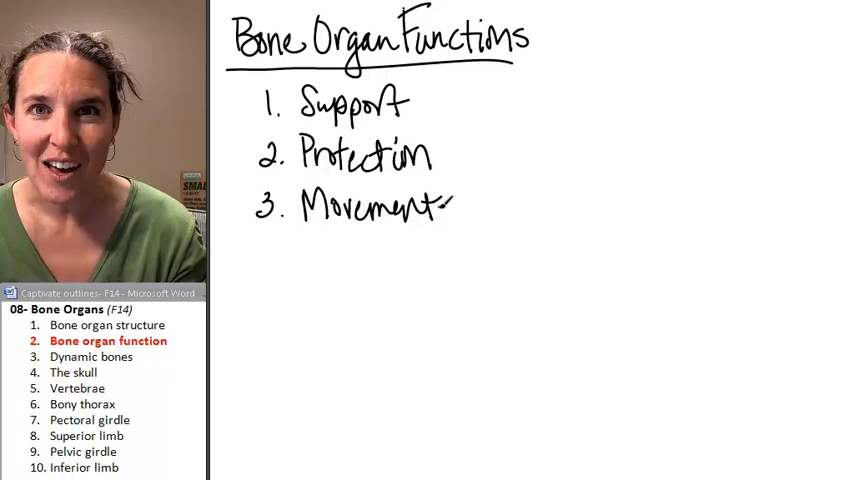 Bone Organ Functions
1. Support
2. Protection
3. Movement
SMALL
Captivate outlines- F14 - Microsoft Word
08- Bone Organs (F14)
1. Bone organ structure
2. Bone organ function
3. Dynamic bones
4. The skull
5. Vertebrae
6. Bony thorax
7. Pectoral girdle
8. Superior limb
9. Pelvic girdle
10. Inferior limb